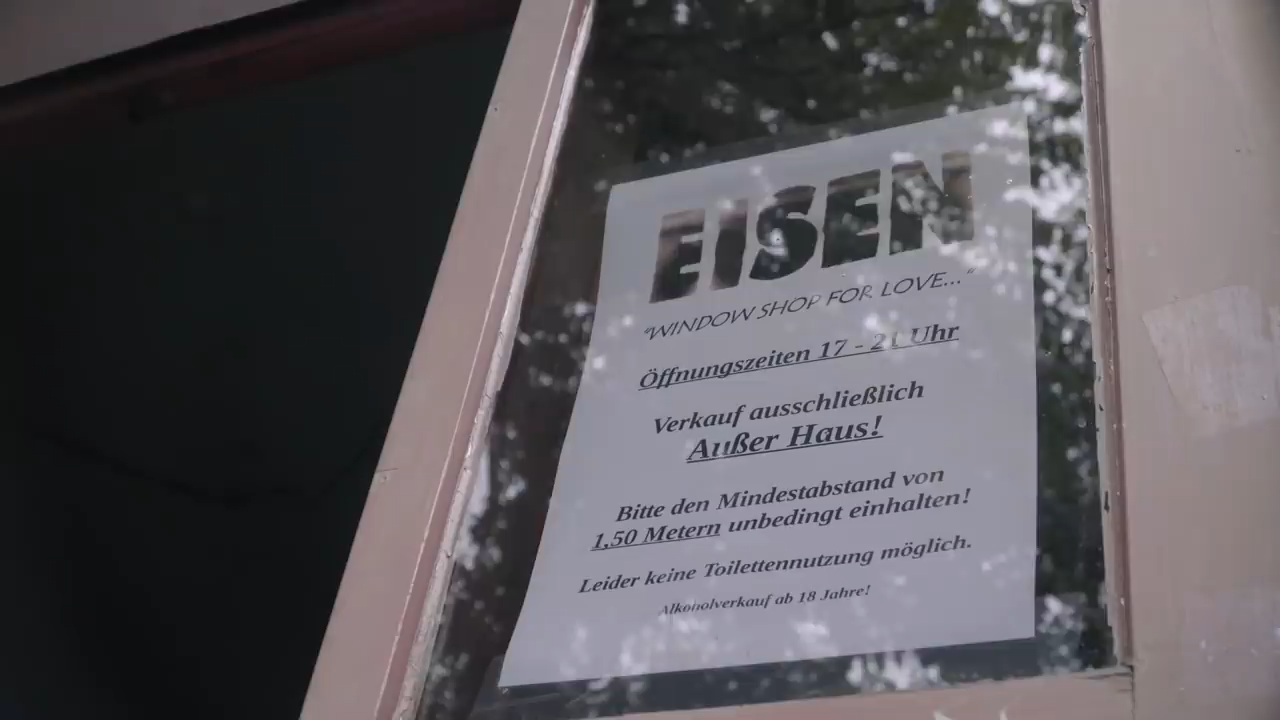 EISEN
"WINDOW SHOP FOR LOVE..."
Öffnungszeiten 17 - 21 Uhr
Verkauf ausschließlich
Außer Haus!
Bitte den Mindestabstand von
1,50 Metern unbedingt einhalten!
Leider keine Toilettennutzung möglich.
Alkoholverkauf ab 18 Jahre!